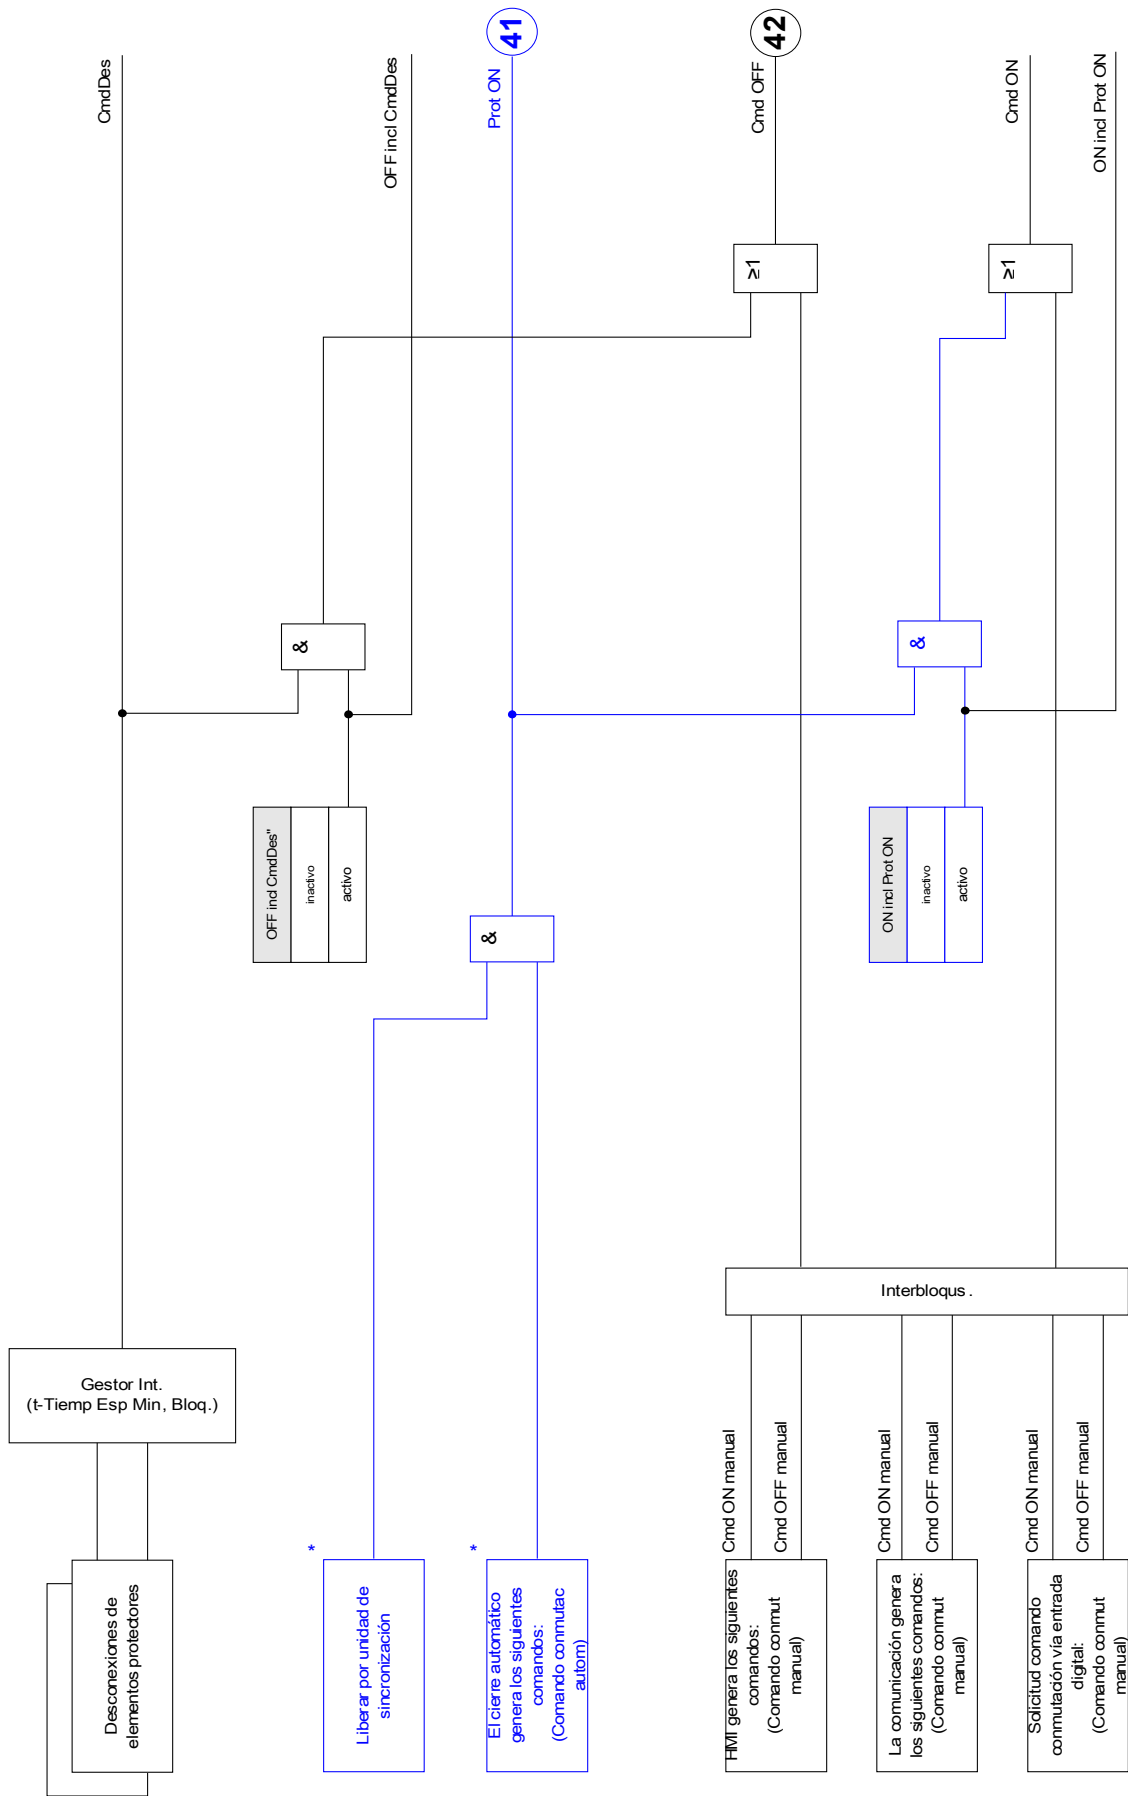 41
42
CmdDes
OFF incl CmdDes
Prot ON
Cmd OFF
Cmd ON
ON incl Prot ON
≥1
≥1
&
&
OFF incl CmdDes"
inactivo
activo
ON incl Prot ON
inactivo
activo
&
Interbloqus .
Gestor Int.
(t-Tiemp Esp Min, Bloq.)
Cmd ON manual
Cmd OFF manual
Cmd ON manual
Cmd OFF manual
Cmd ON manual
Cmd OFF manual
*
*
Desconexiones de
elementos protectores
Liberar por unidad de
sincronización
El cierre automático
genera los siguientes
comandos:
(Comando conmutac
autom)
HMI genera los siguientes
comandos:
(Comando conmut
manual)
La comunicación genera
los siguientes comandos:
(Comando conmut
manual)
Solicitud comando
conmutación vía entrada
digital:
(Comando conmut
manual)